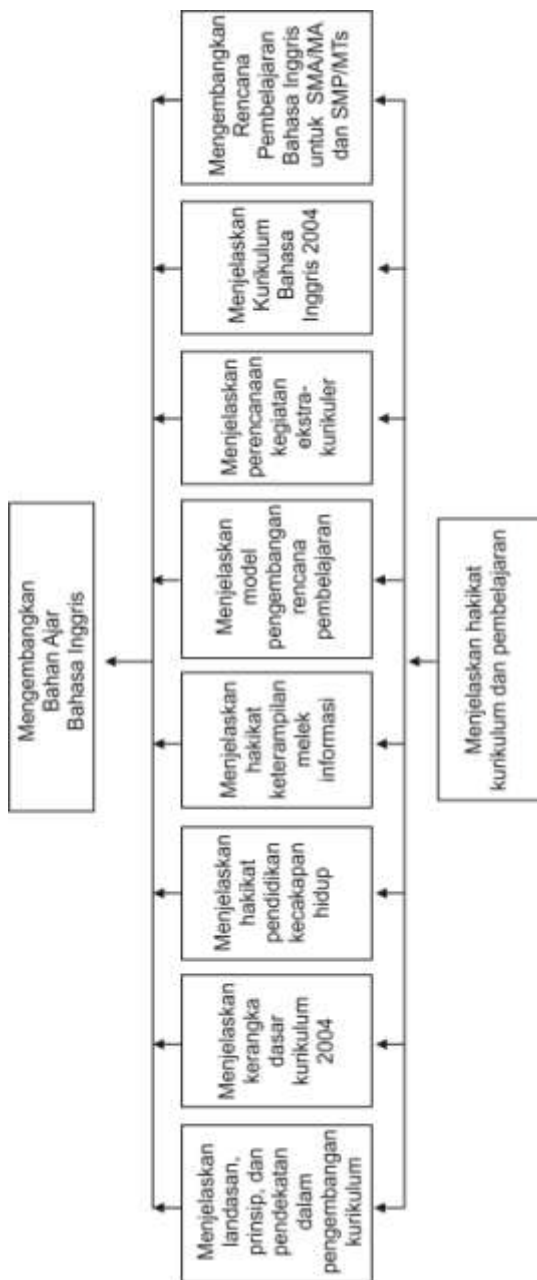 Mengembangkan
Bahan Ajar
Bahasa Inggris
Menjelaskan
landasan,
prinsip, dan
pendekatan
dalam
pengembangan
kurikulum
Menjelaskan
kerangka
dasar
kurikulum
2004
Menjelaskan
hakikat
pendidikan
kecakapan
hidup
Menjelaskan
hakikat
keterampilan
melek
informasi
Menjelaskan
model
pengembangan
rencana
pembelajaran
Menjelaskan
perencanaan
kegiatan
ekstra-
kurikuler
Menjelaskan
Kurikulum
Bahasa
Inggris 2004
Mengembangkan
Rencana
Pembelajaran
Bahasa Inggris
untuk SMA/MA
dan SMP/MTs
Menjelaskan hakikat
kurikulum dan pembelajaran